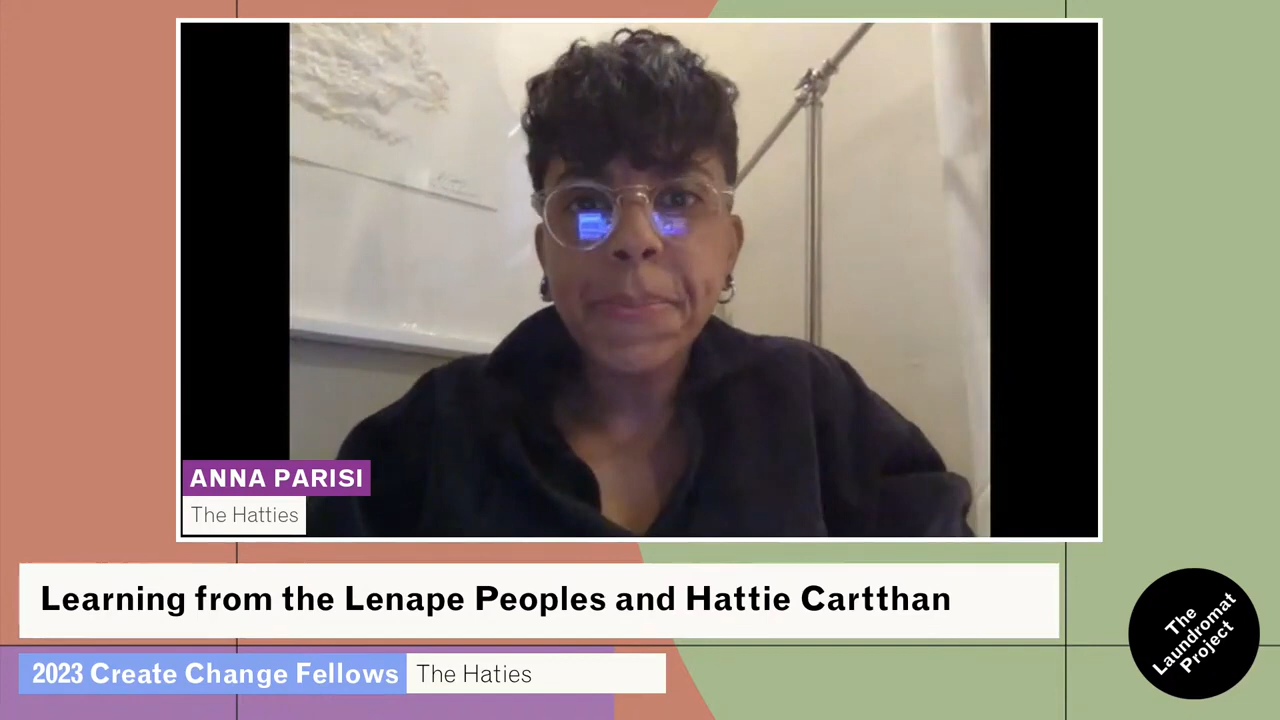 ANNA PARISI
The Hatties
Learning from the Lenape Peoples and Hattie Cartthan
2023 Create Change Fellows The Haties
The
Laundromat
Project